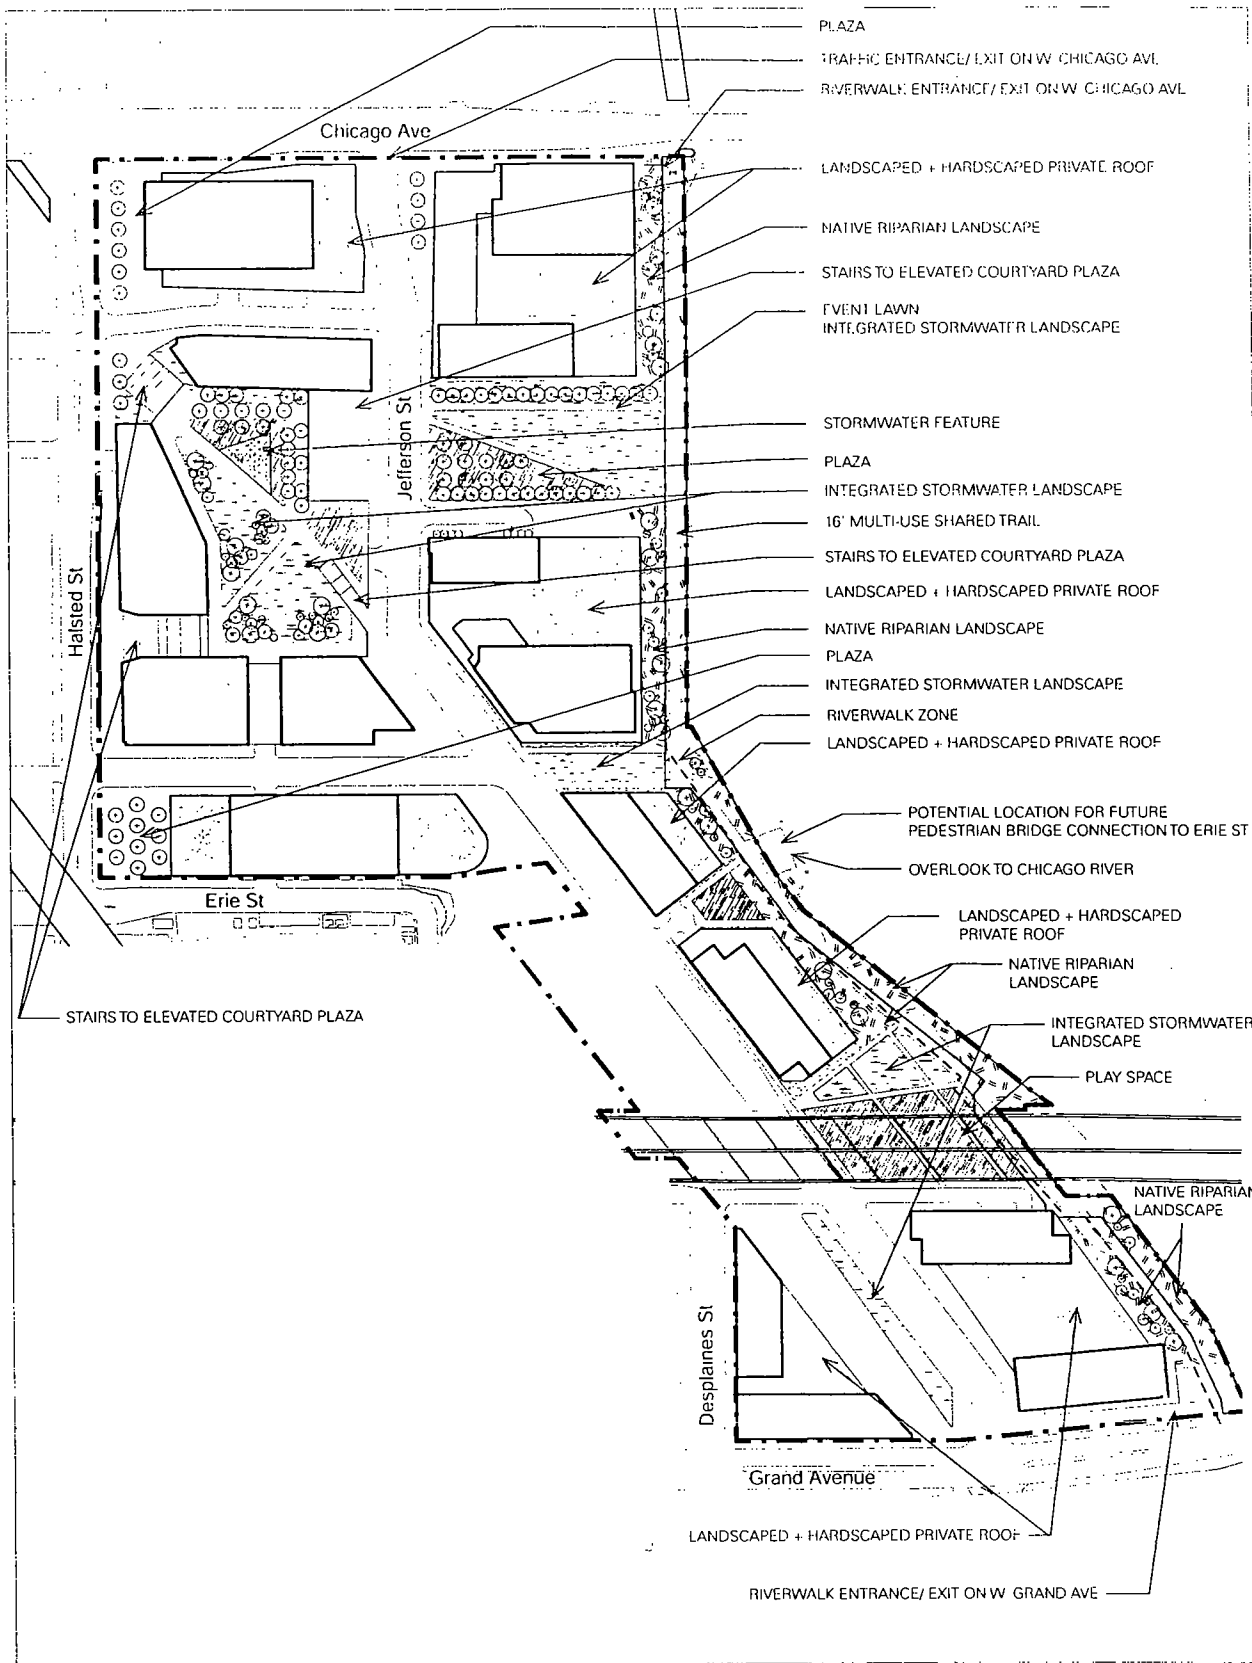 PLAZA
TRAFFIC ENTRANCE/ EXIT ON W CHICAGO AVE
RIVERWALK ENTRANCE/ EXIT ON W CHICAGO AVE
Chicago Ave
LANDSCAPED + HARDSCAPED PRIVATE ROOF
NATIVE RIPARIAN LANDSCAPE
STAIRS TO ELEVATED COURTYARD PLAZA
EVENT LAWN
INTEGRATED STORMWATER LANDSCAPE
Jefferson St
STORMWATER FEATURE
PLAZA
INTEGRATED STORMWATER LANDSCAPE
16' MULTI-USE SHARED TRAIL
STAIRS TO ELEVATED COURTYARD PLAZA
Halsted St
LANDSCAPED + HARDSCAPED PRIVATE ROOF
NATIVE RIPARIAN LANDSCAPE
PLAZA
INTEGRATED STORMWATER LANDSCAPE
RIVERWALK ZONE
LANDSCAPED + HARDSCAPED PRIVATE ROOF
POTENTIAL LOCATION FOR FUTURE
PEDESTRIAN BRIDGE CONNECTION TO ERIE ST
OVERLOOK TO CHICAGO RIVER
Erie St
LANDSCAPED + HARDSCAPED
PRIVATE ROOF
NATIVE RIPARIAN
LANDSCAPE
STAIRS TO ELEVATED COURTYARD PLAZA
INTEGRATED STORMWATER
LANDSCAPE
PLAY SPACE
NATIVE RIPARIAN
LANDSCAPE
Desplaines St
Grand Avenue
LANDSCAPED + HARDSCAPED PRIVATE ROOF
RIVERWALK ENTRANCE/ EXIT ON W GRAND AVE